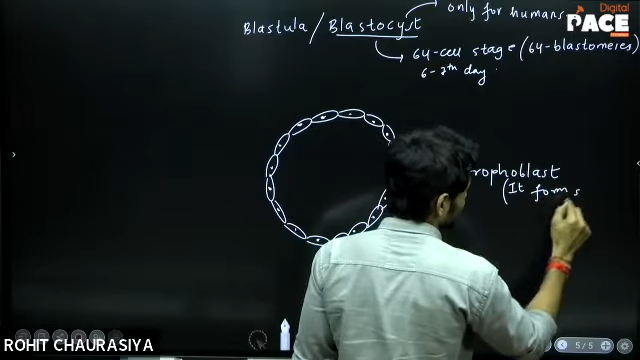 only for humans
Digital
PACE
Blastula / Blastocyst
64-cell stage (64-blastomeres)
6-7th day.
rophoblast
(It forms
5/5
ROHIT CHAURASIYA